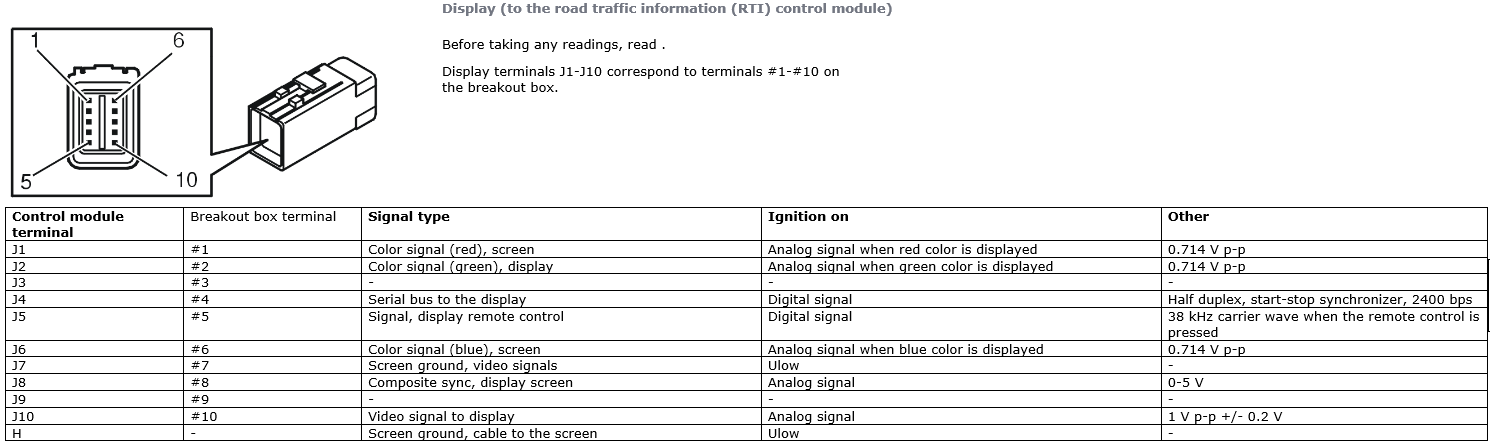 Display (to the road traffic information (RTI) control module)
1
6
Before taking any readings, read .
Display terminals J1-J10 correspond to terminals #1-#10 on
the breakout box.
5
10
Control module terminal Breakout box terminal Signal type Ignition on Other
J1 #1 Color signal (red), screen Analog signal when red color is displayed 0.714 V p-p
J2 #2 Color signal (green), display Analog signal when green color is displayed 0.714 V p-p
J3 #3 - - -
J4 #4 Serial bus to the display Digital signal Half duplex, start-stop synchronizer, 2400 bps
J5 #5 Signal, display remote control Digital signal 38 kHz carrier wave when the remote control is
pressed
J6 #6 Color signal (blue), screen Analog signal when blue color is displayed 0.714 V p-p
J7 #7 Screen ground, video signals Ulow -
J8 #8 Composite sync, display screen Analog signal 0-5 V
J9 #9 - - -
J10 #10 Video signal to display Analog signal 1 V p-p +/- 0.2 V
H - Screen ground, cable to the screen Ulow -